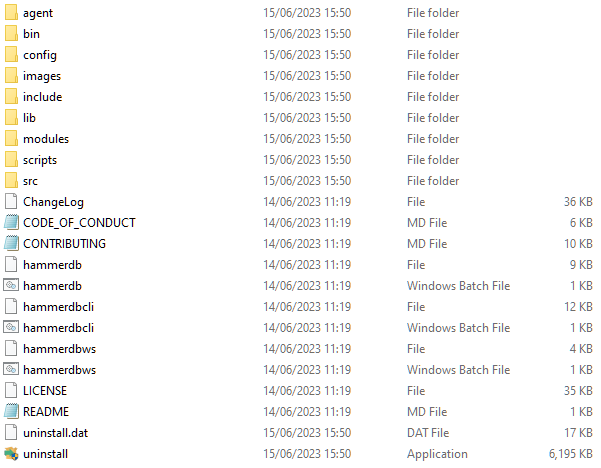 agent 15/06/2023 15:50 File folder
bin 15/06/2023 15:50 File folder
config 15/06/2023 15:50 File folder
images 15/06/2023 15:50 File folder
include 15/06/2023 15:50 File folder
lib 15/06/2023 15:50 File folder
modules 15/06/2023 15:50 File folder
scripts 15/06/2023 15:50 File folder
src 15/06/2023 15:50 File folder
ChangeLog 14/06/2023 11:19 File 36 KB
CODE_OF_CONDUCT 14/06/2023 11:19 MD File 6 KB
CONTRIBUTING 14/06/2023 11:19 MD File 10 KB
hammerdb 14/06/2023 11:19 File 9 KB
hammerdb 14/06/2023 11:19 Windows Batch File 1 KB
hammerdbcli 14/06/2023 11:19 File 12 KB
hammerdbcli 14/06/2023 11:19 Windows Batch File 1 KB
hammerdbws 14/06/2023 11:19 File 4 KB
hammerdbws 14/06/2023 11:19 Windows Batch File 1 KB
LICENSE 14/06/2023 11:19 File 35 KB
README 14/06/2023 11:19 MD File 1 KB
uninstall.dat 15/06/2023 15:50 DAT File 17 KB
uninstall 15/06/2023 15:50 Application 6,195 KB